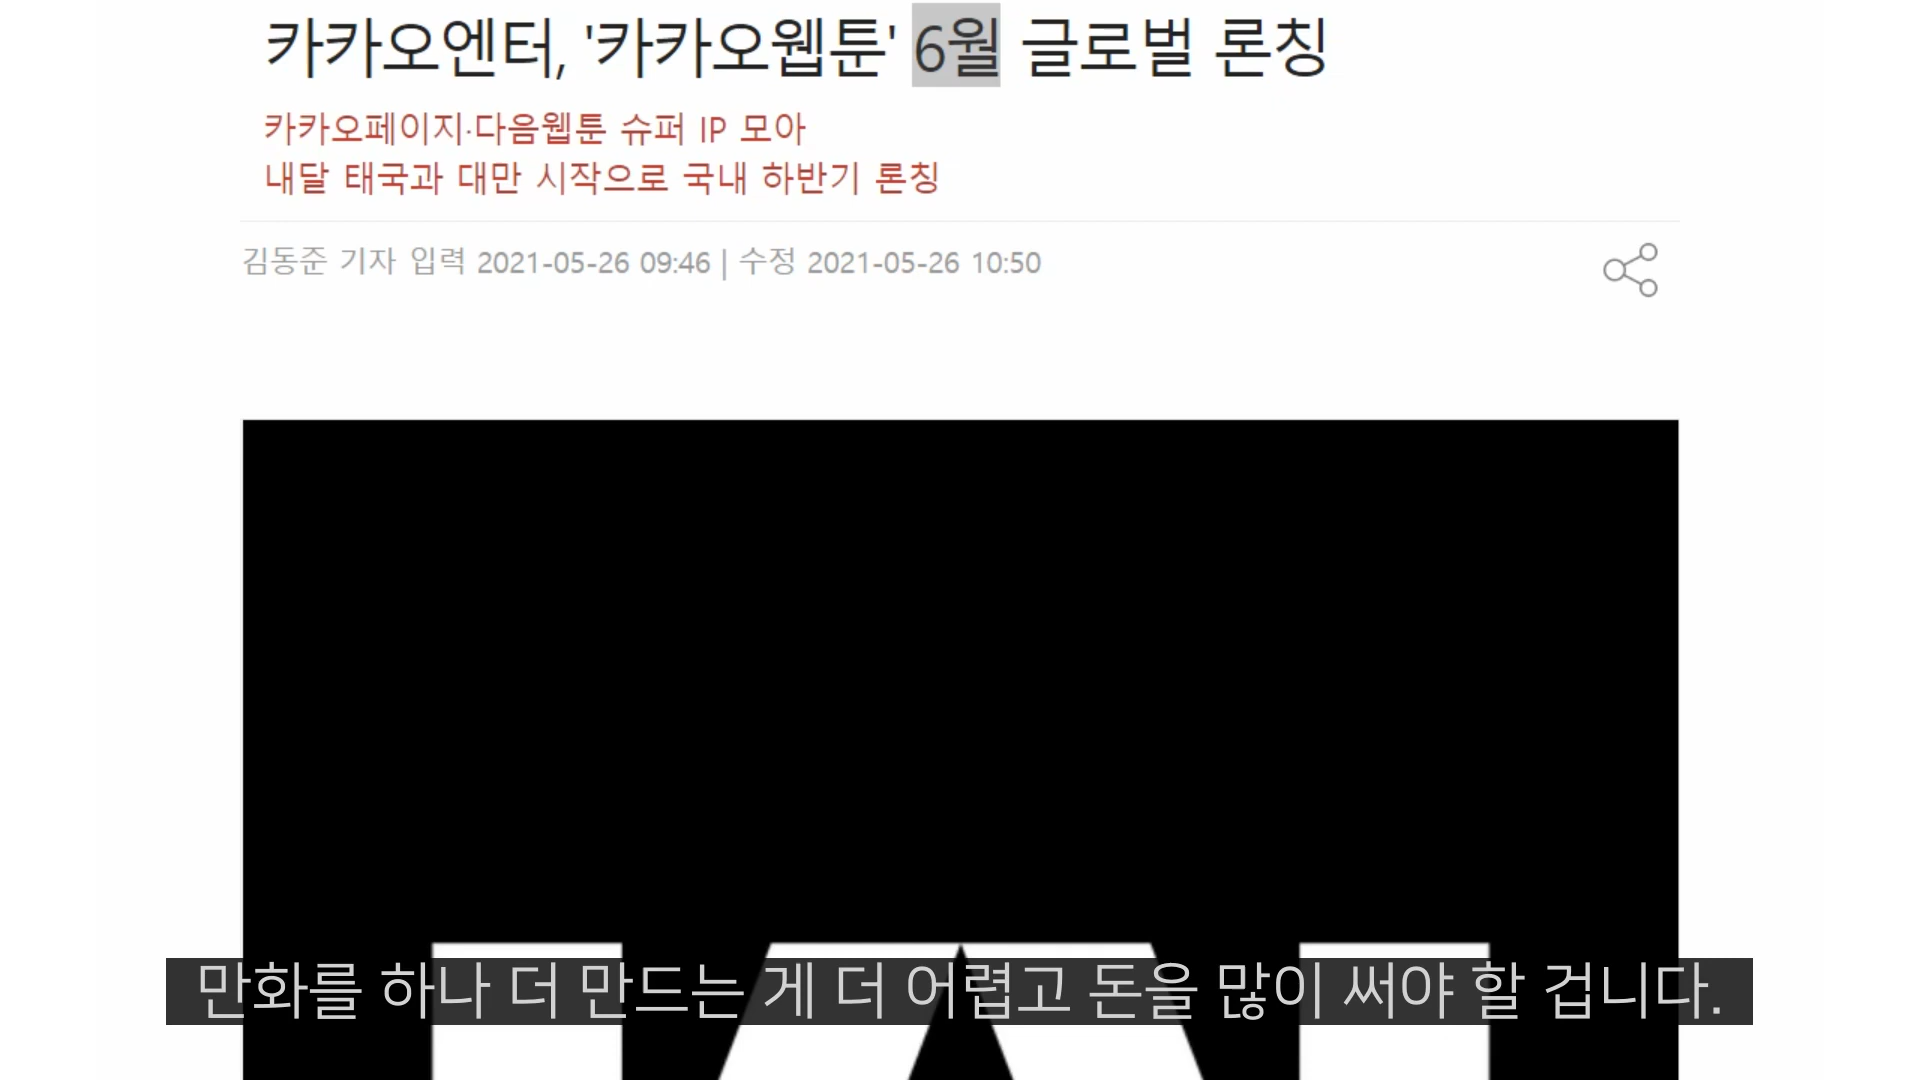 카카오엔터, '카카오웹툰' 6월 글로벌 론칭
카카오페이지·다음웹툰 슈퍼 IP 모아
내달 태국과 대만 시작으로 국내 하반기 론칭
김동준 기자 입력 2021-05-26 09:46 | 수정 2021-05-26 10:50
만화를 하나 더 만드는 게 더 어렵고 돈을 많이 써야 할 겁니다.